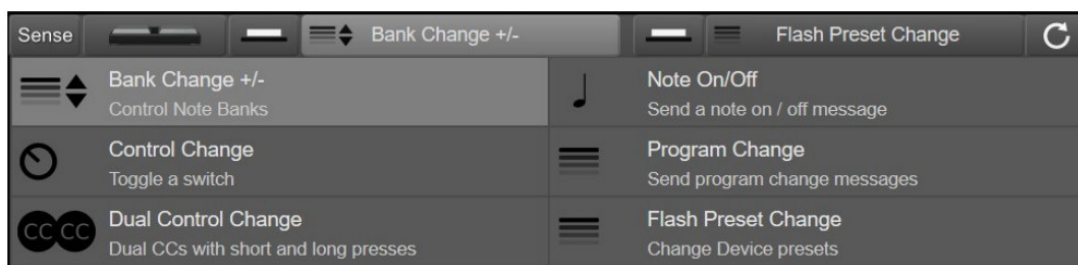 Sense
Bank Change +/-
Flash Preset Change
Bank Change +/-
Control Note Banks
Note On/Off
Send a note on / off message
Control Change
Toggle a switch
Program Change
Send program change messages
CC CC
Dual Control Change
Dual CCs with short and long presses
Flash Preset Change
Change Device presets